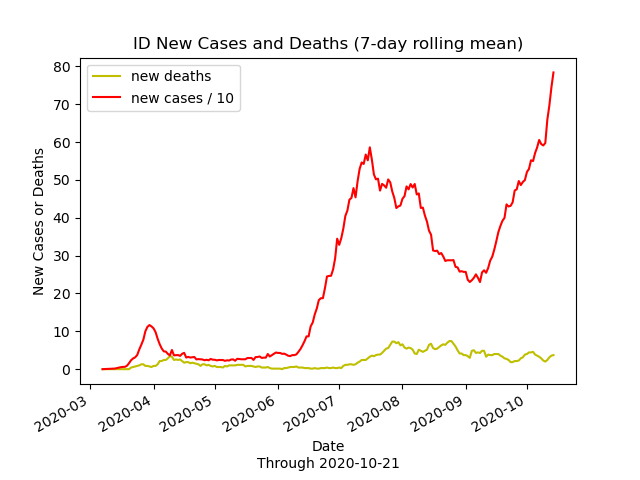 ID New Cases and Deaths (7-day rolling mean)
new deaths
new cases / 10
80
70
60
50
40
30
20
10
0
New Cases or Deaths
2020-03
2020-04
2020-05
2020-06
2020-07
2020-08
2020-09
2020-10
Date
Through 2020-10-21